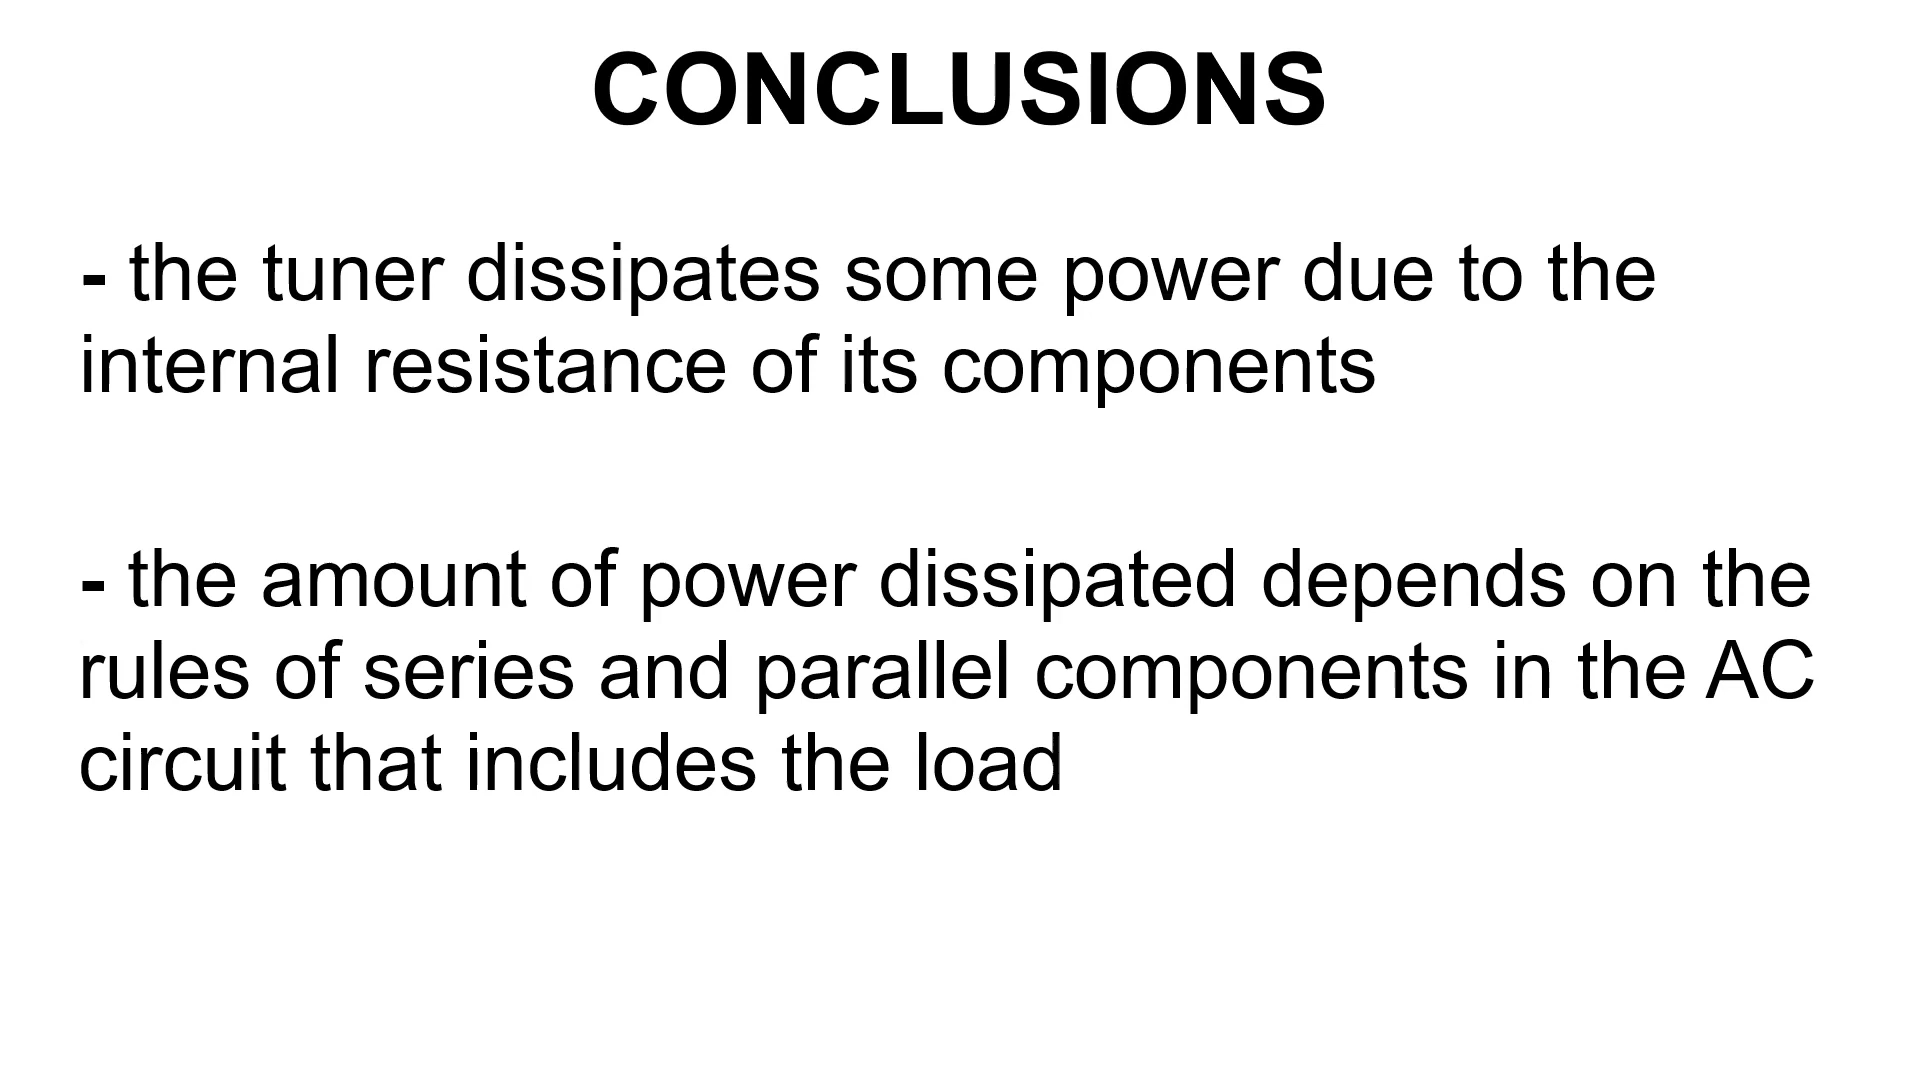 CONCLUSIONS
- the tuner dissipates some power due to the
internal resistance of its components
- the amount of power dissipated depends on the
rules of series and parallel components in the AC
circuit that includes the load